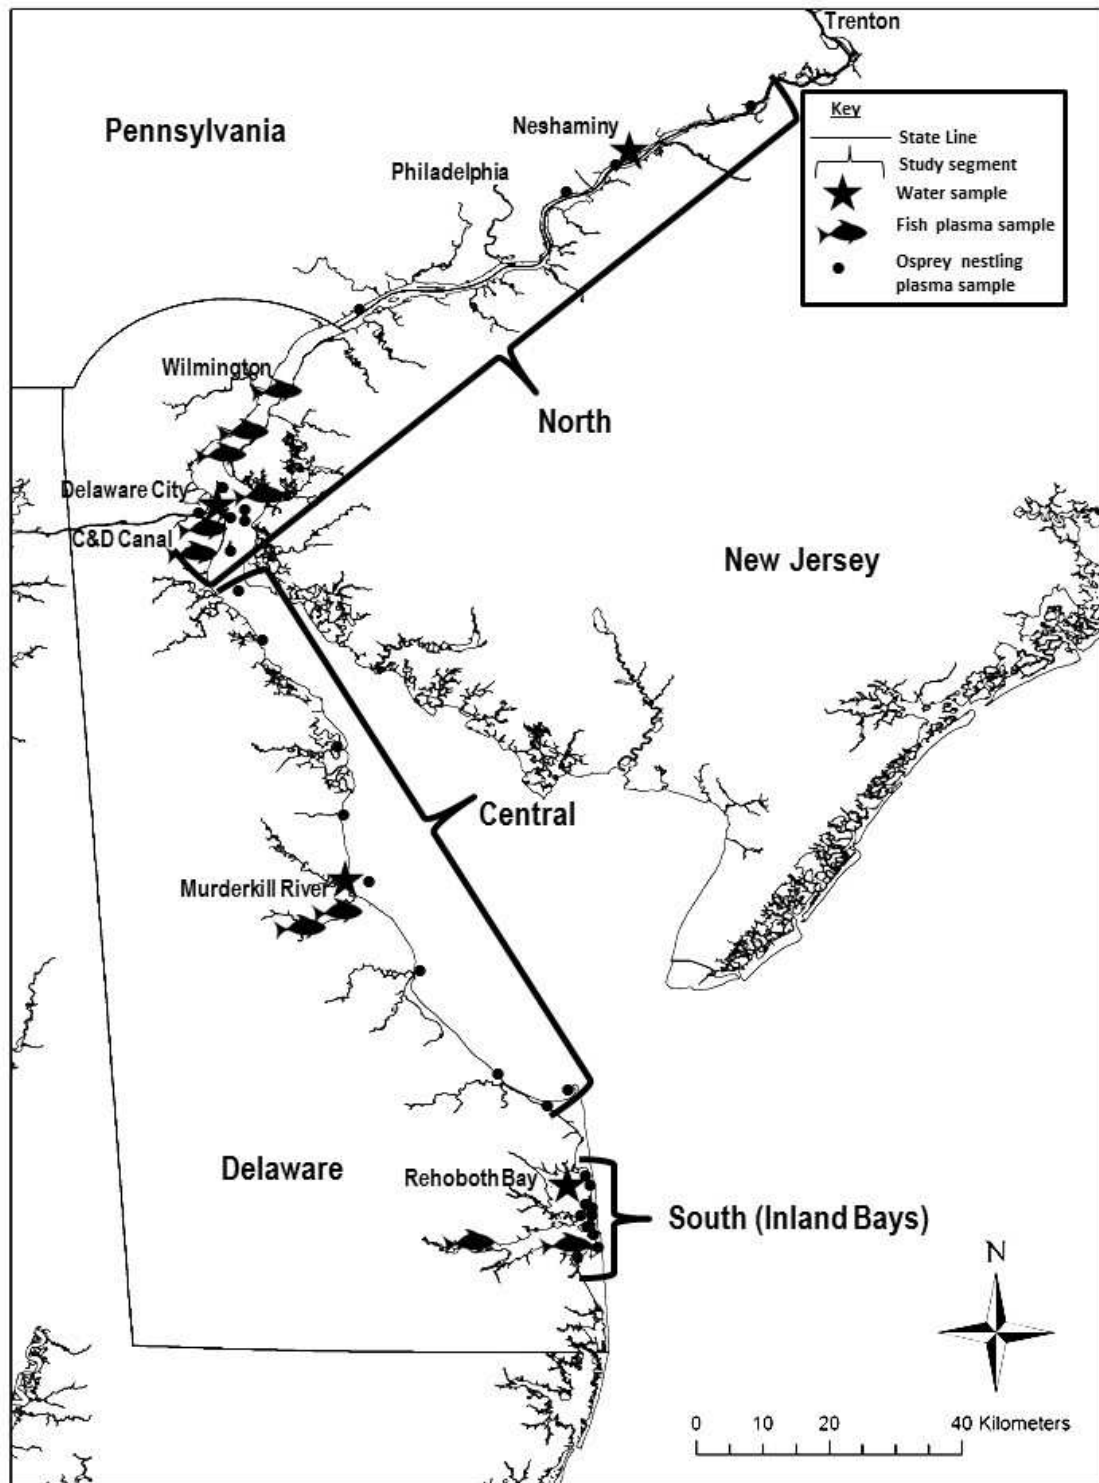 Trenton
Pennsylvania
Neshaminy
Philadelphia
Key
State Line
Study segment
Water sample
Fish plasma sample
Osprey nestling
plasma sample
Wilmington
North
Delaware City
C&D Canal
New Jersey
Central
Murderkill River
Delaware
Rehoboth Bay
South (Inland Bays)
N
0 10 20 40 Kilometers